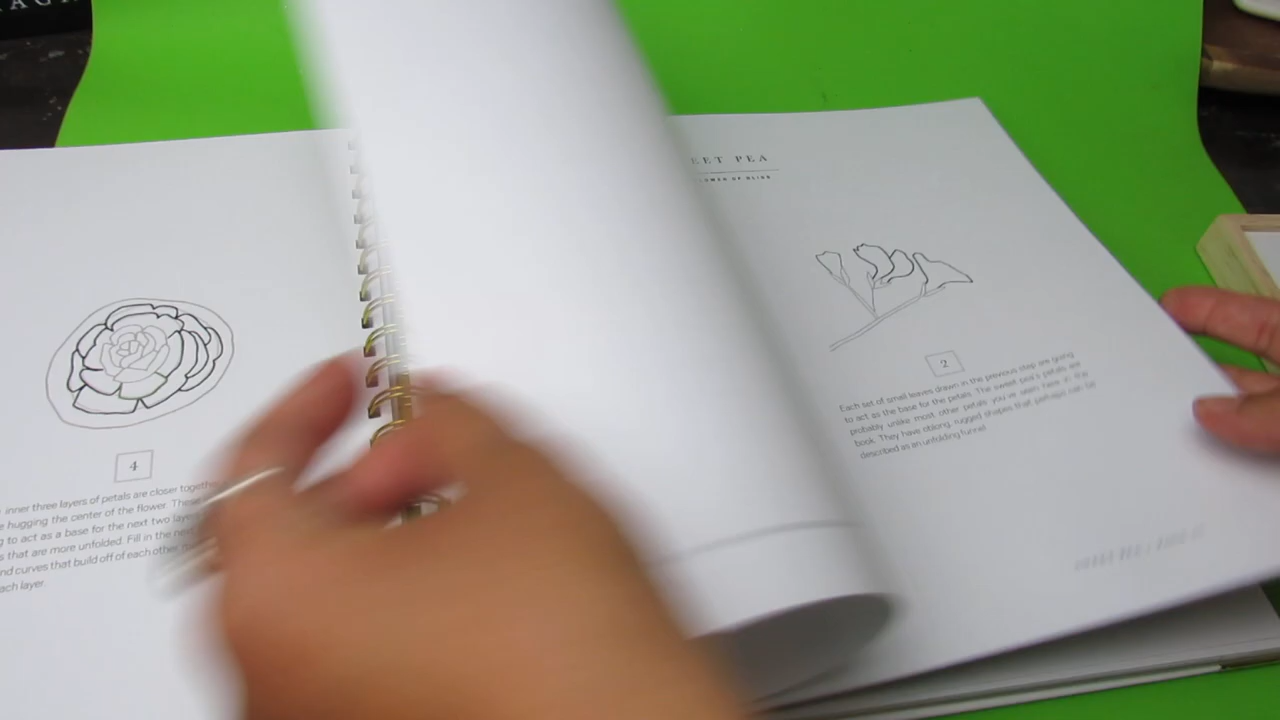 4
inner three layers of petals are closer together
hugging the center of the flower. These
to act as a base for the next two
that are more unfolded. Fill in the
curves that build off of each other
layer.
PEA
OF BLISS
2
Each set of small leaves drawn in the previous step are going
to act as the base for the petals. The sweet pea's petals are
probably unlike most other petals you've seen here in the
book. They have oblong, rugged shapes that perhaps can be
described as an unfolding funnel